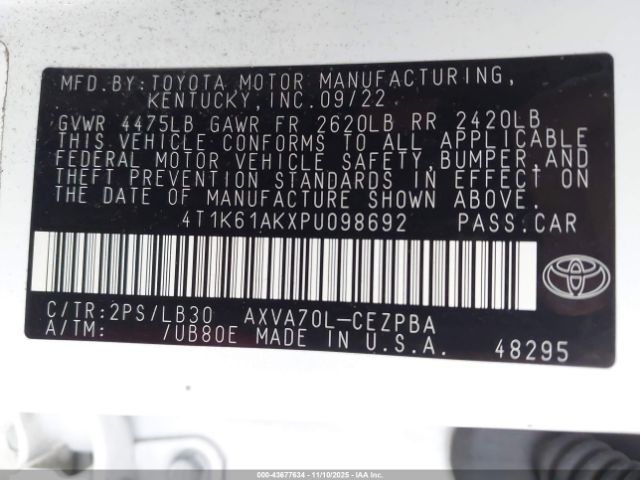 MFD.BY:TOYOTA MOTOR MANUFACTURING,
KENTUCKY,INC.09/22
GVWR 4475LB GAWR FR 2620LB RR 2420LB
THIS VEHICLE CONFORMS TO ALL APPLICABLE
FEDERAL MOTOR VEHICLE SAFETY,BUMPER,AND
THEFT PREVENTION STANDARDS IN EFFECT ON
THE DATE OF MANUFACTURE SHOWN ABOVE.
4T1K61AKXPU098692 PASS.CAR
C/TR:2PS/LB30 AXVA70L-CEZPBA
A/TM: /UB80E MADE IN U.S.A. 48295
000-43677634 - 11/10/2025 - IAAI.COM